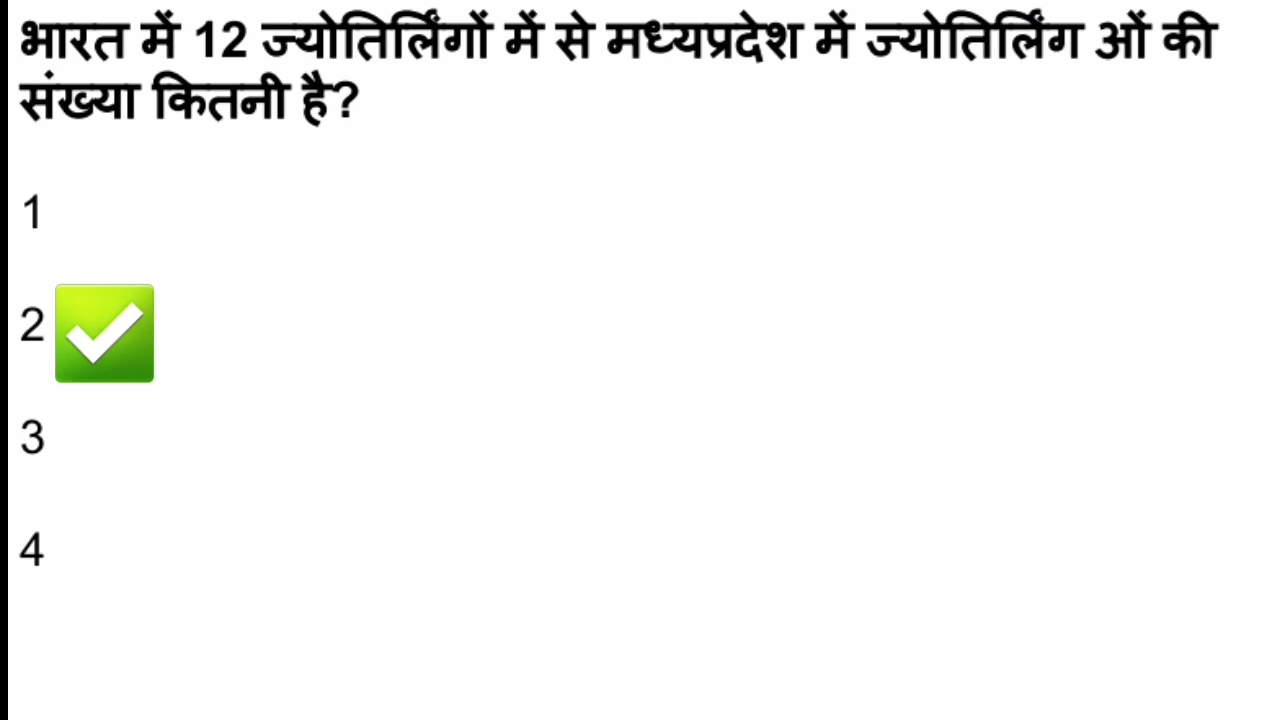 भारत में 12 ज्योतिर्लिंगों में से मध्यप्रदेश में ज्योतिर्लिंग ओं की
संख्या कितनी है?
1
2
3
4